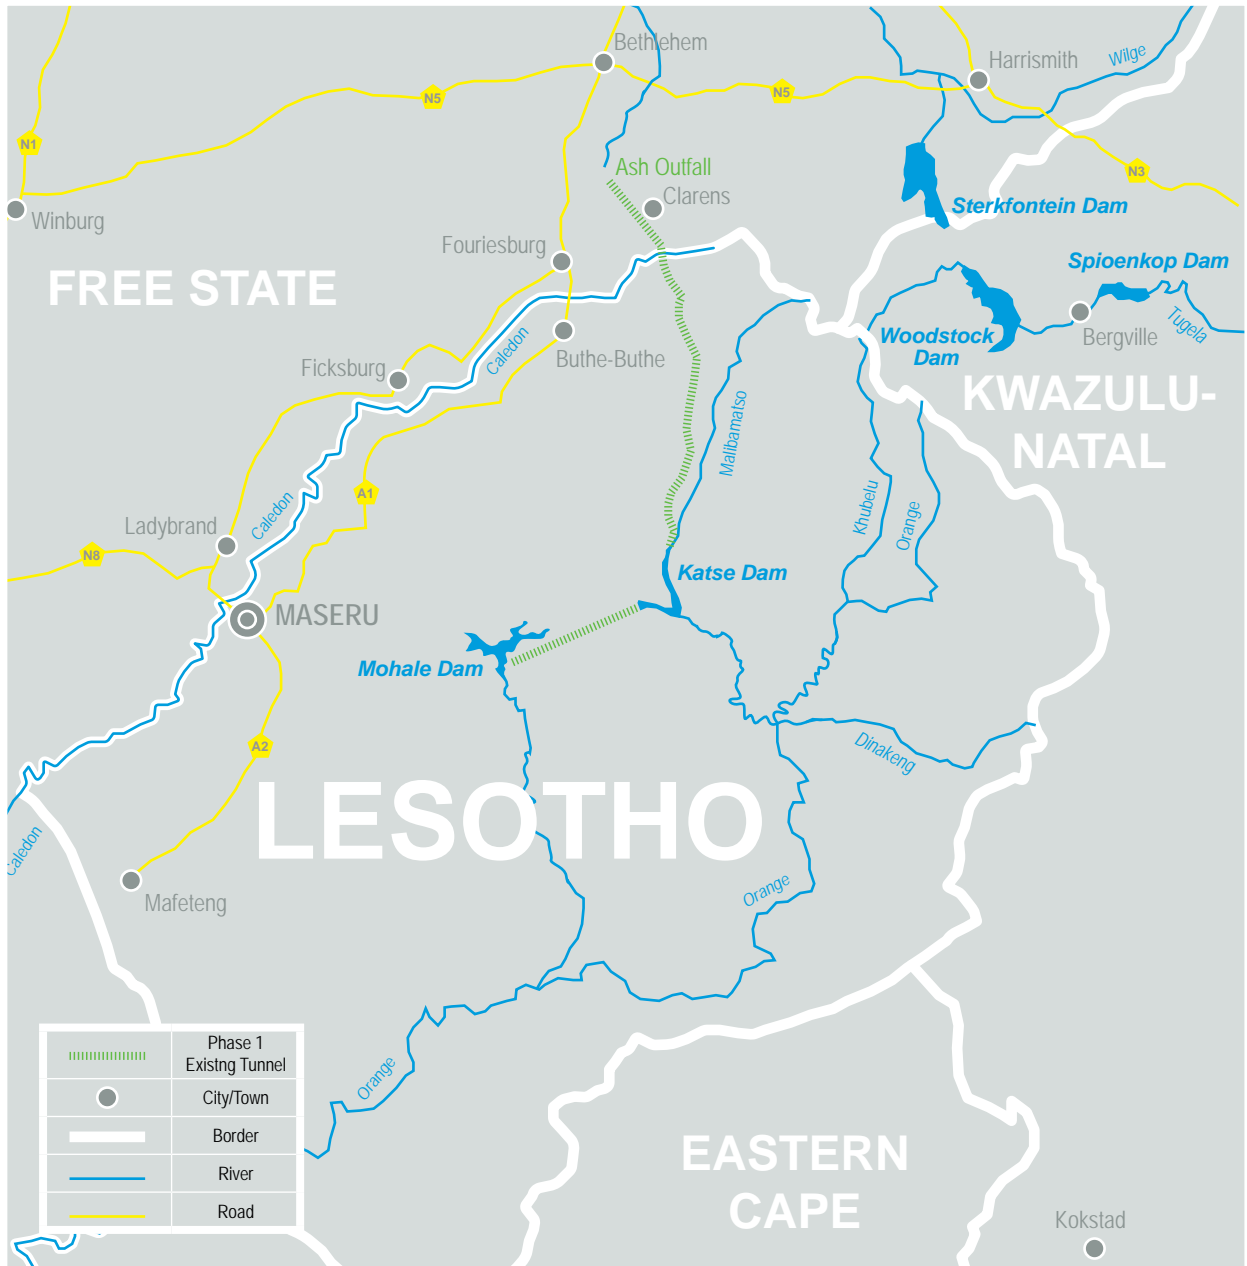 Bethlehem
Harrismith
Wilge
N5
N5
N1
N3
Ash Outfall
Clarens
Winburg
Sterkfontein Dam
Fouriesburg
FREE STATE
Spioenkop Dam
Tugela
Woodstock
Dam
Bergville
Caledon
Buthe-Buthe
Ficksburg
KWAZULU-
NATAL
Malibamatso
A1
Caledon
Khubelu
Orange
Ladybrand
N8
Katse Dam
MASERU
Mohale Dam
A2
Dinakeng
LESOTHO
Caledon
Mafeteng
Orange
Orange
Phase 1
Existng Tunnel
City/Town
Border
River
Road
EASTERN
CAPE
Kokstad